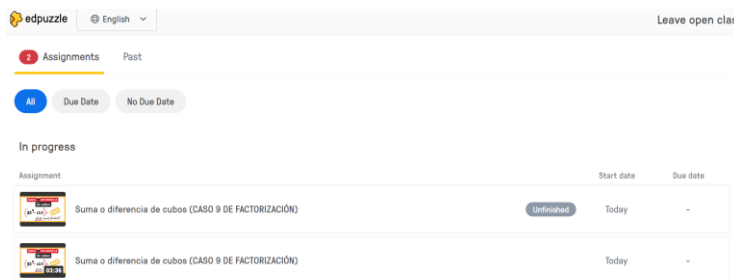 edpuzzle English Leave open clas
2 Assignments Past
All Due Date No Due Date
In progress
Assignment Start date Due date
Suma o diferencia de cubos (CASO 9 DE FACTORIZACIÓN) Unfinished Today -
03:36
Suma o diferencia de cubos (CASO 9 DE FACTORIZACIÓN) Today -